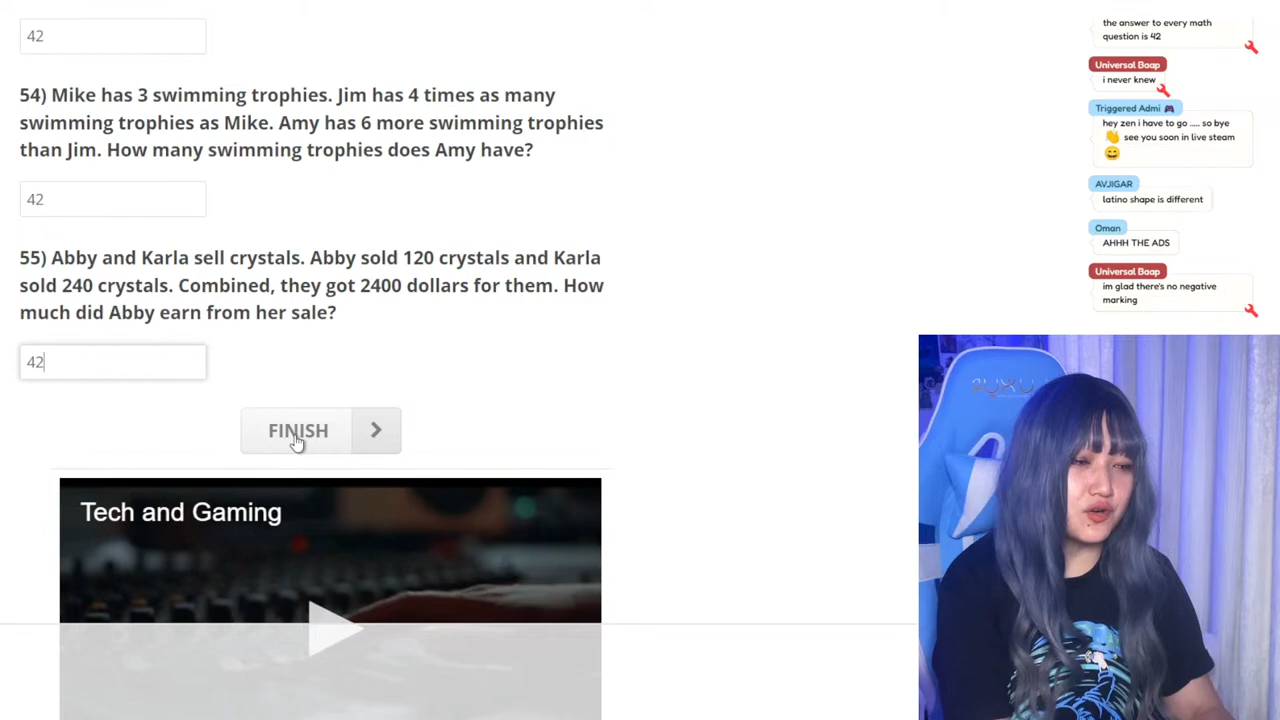 42
54) Mike has 3 swimming trophies. Jim has 4 times as many
swimming trophies as Mike. Amy has 6 more swimming trophies
than Jim. How many swimming trophies does Amy have?
42
55) Abby and Karla sell crystals. Abby sold 120 crystals and Karla
sold 240 crystals. Combined, they got 2400 dollars for them. How
much did Abby earn from her sale?
42
FINISH
Tech and Gaming
the answer to every math
question is 42
Universal Baap
i never knew
Triggered Admi
hey zen i have to go ..... so bye
see you soon in live steam
AVJIGAR
latino shape is different
Oman
AHHH THE ADS
Universal Baap
im glad there's no negative
marking